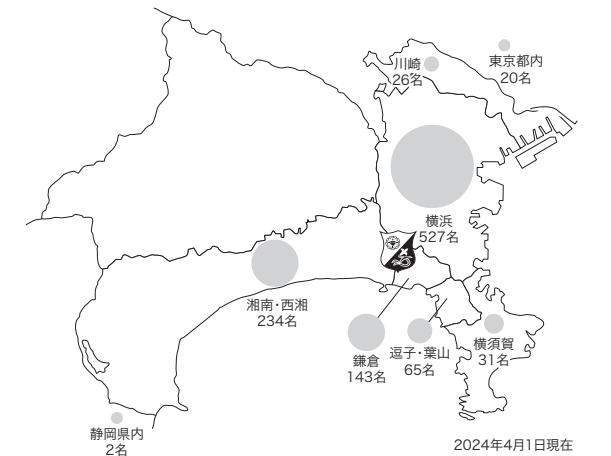 川崎
26名
東京都内
20名
横浜
527名
湘南・西湘
234名
鎌倉
143名
逗子・葉山
65名
横須賀
31名
静岡県内
2名
2024年4月1日現在